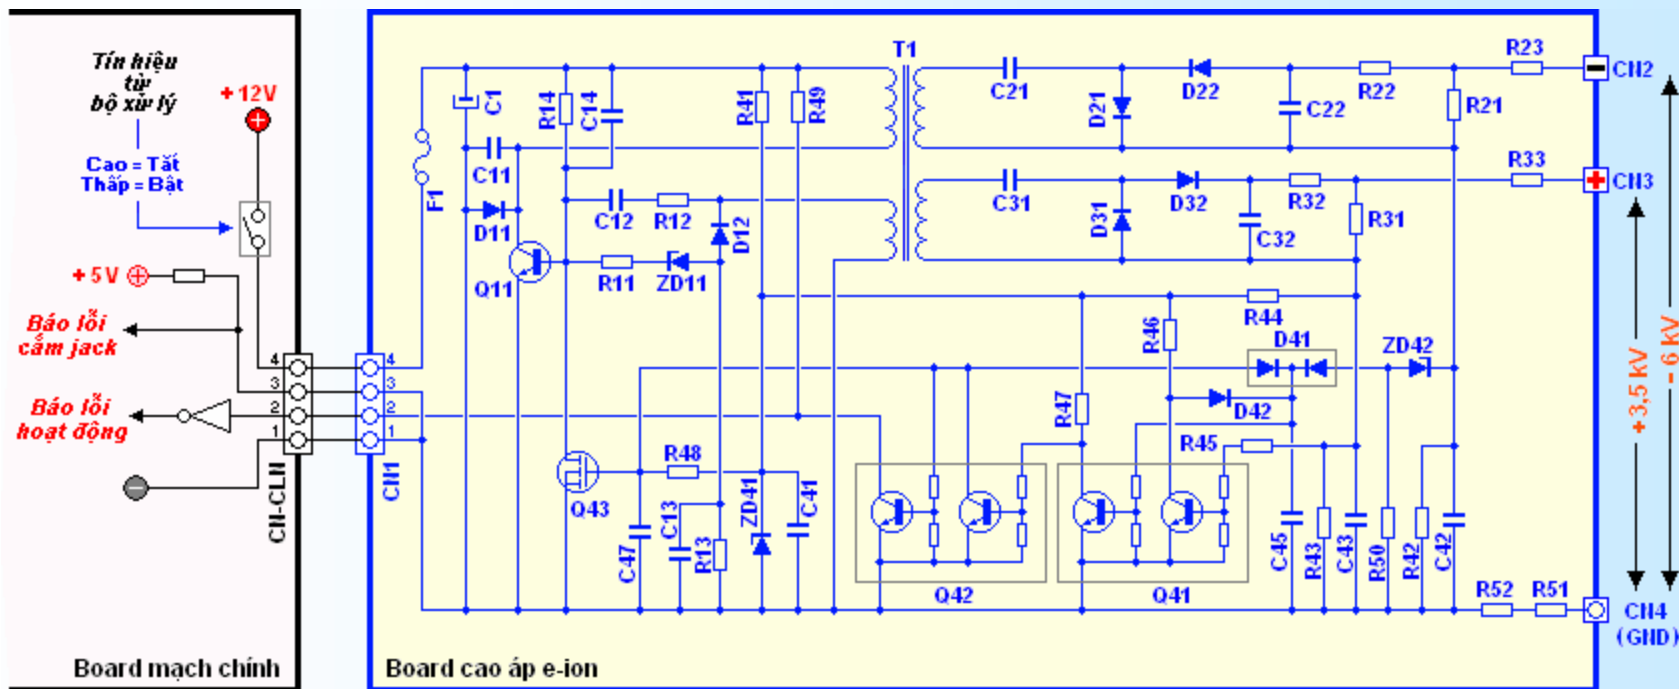 Tín hiệu
từ
bộ xử lý
+12V
Cao = Tắt
Thấp = Bật
+5V
Báo lỗi
cắm jack
Báo lỗi
hoạt động
4
3
2
1
CN-CLN
Board mạch chính
4
3
2
1
CN1
F1
C1
C11
D11
Q11
R14
C14
C12
R12
R11
ZD11
D12
R41
R49
T1
C21
D21
D22
C22
R22
R21
R23
CN2
C31
D31
D32
C32
R32
R31
R33
CN3
R44
R46
D41
ZD42
D42
R47
R45
Q43
R48
C47
C13
R13
ZD41
C41
Q42
Q41
C45
R43
C43
R50
R42
C42
R52
R51
CN4
(GND)
+3,5 kV
- 6 kV
Board cao áp e-ion